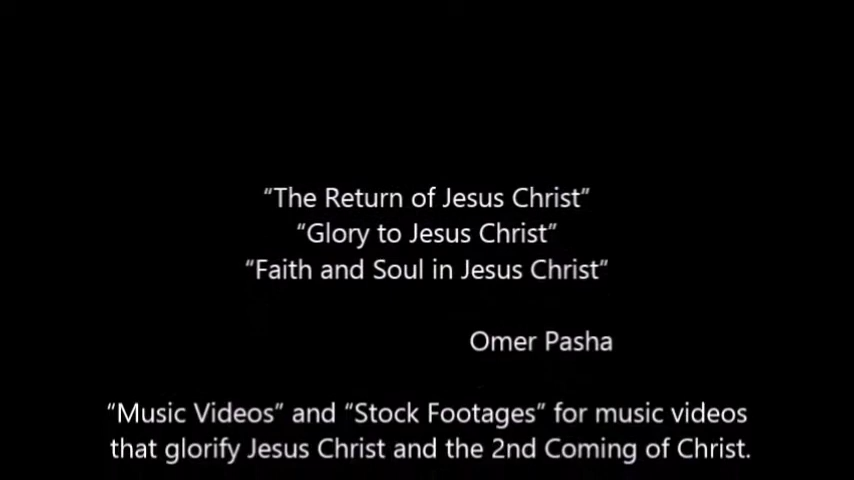 “The Return of Jesus Christ”
“Glory to Jesus Christ”
“Faith and Soul in Jesus Christ”
Omer Pasha
“Music Videos” and “Stock Footages” for music videos
that glorify Jesus Christ and the 2nd Coming of Christ.